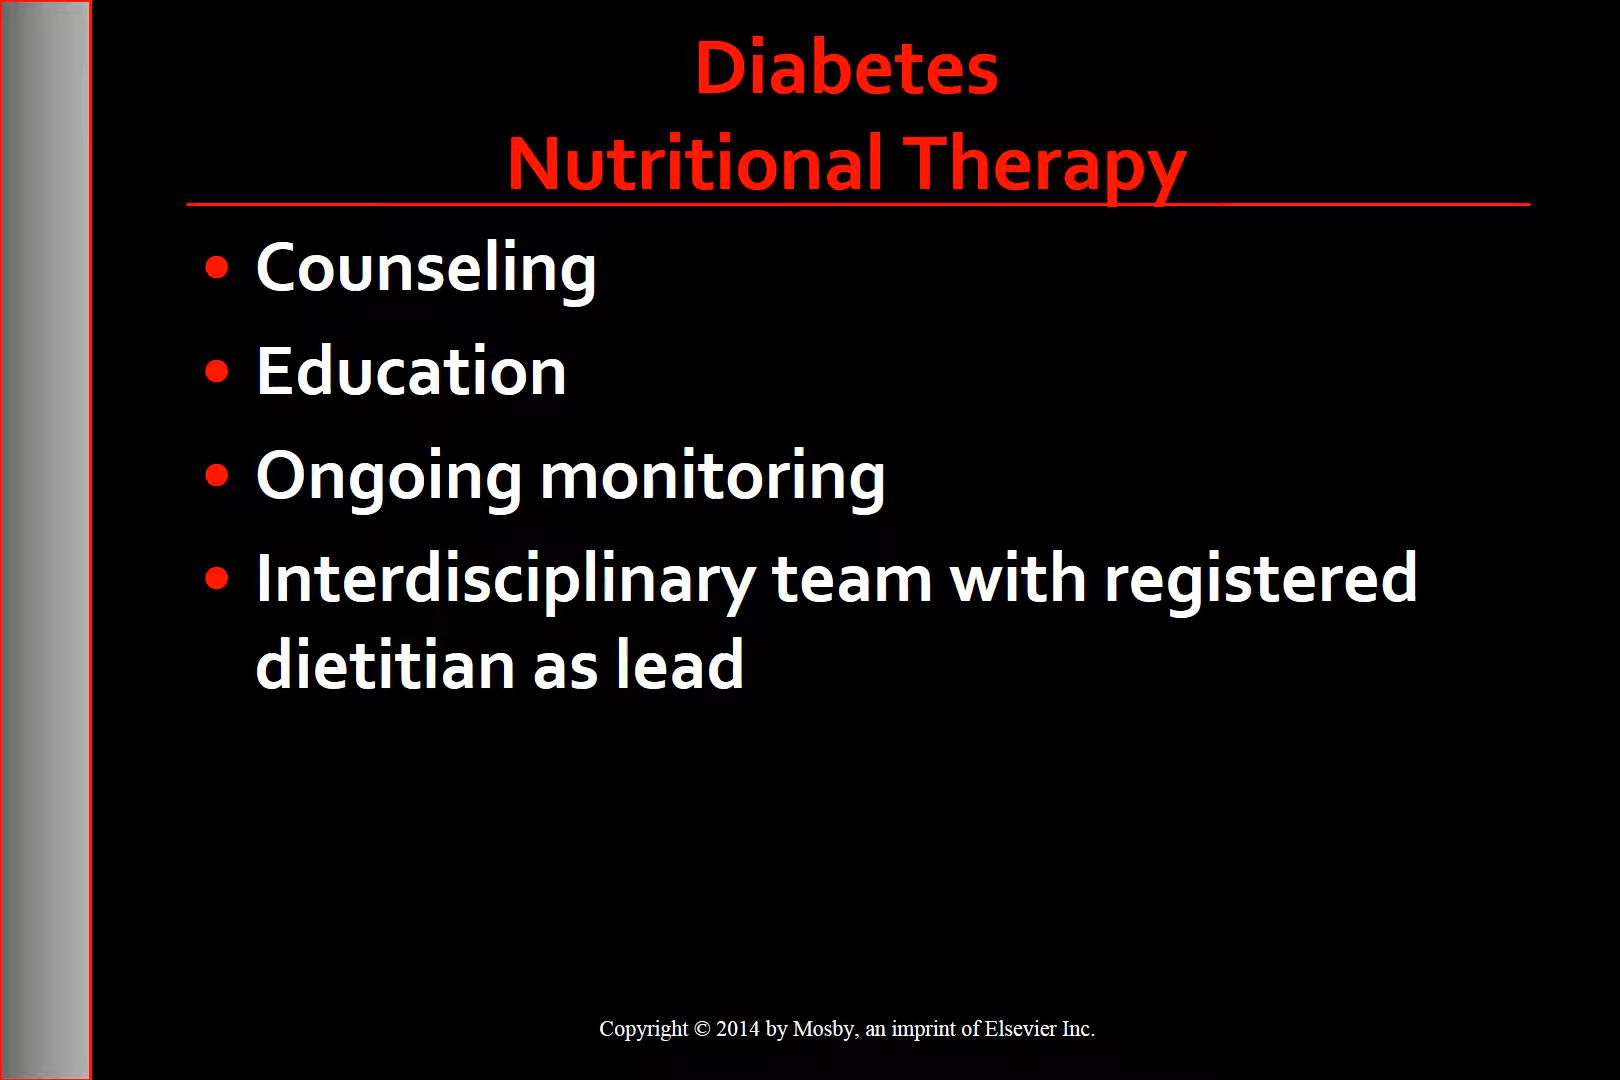 Diabetes
Nutritional Therapy
• Counseling
• Education
• Ongoing monitoring
• Interdisciplinary team with registered
dietitian as lead
Copyright © 2014 by Mosby, an imprint of Elsevier Inc.